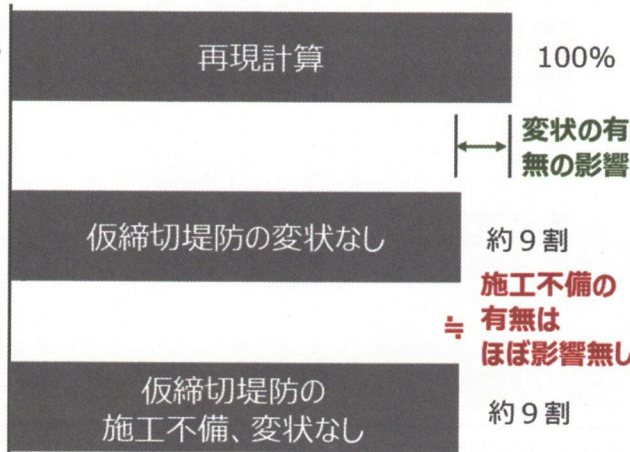 再現計算
100%
変状の有
無の影響
仮締切堤防の変状なし
約９割
施工不備の
≒ 有無は
ほぼ影響無し
仮締切堤防の
施工不備、変状なし
約９割